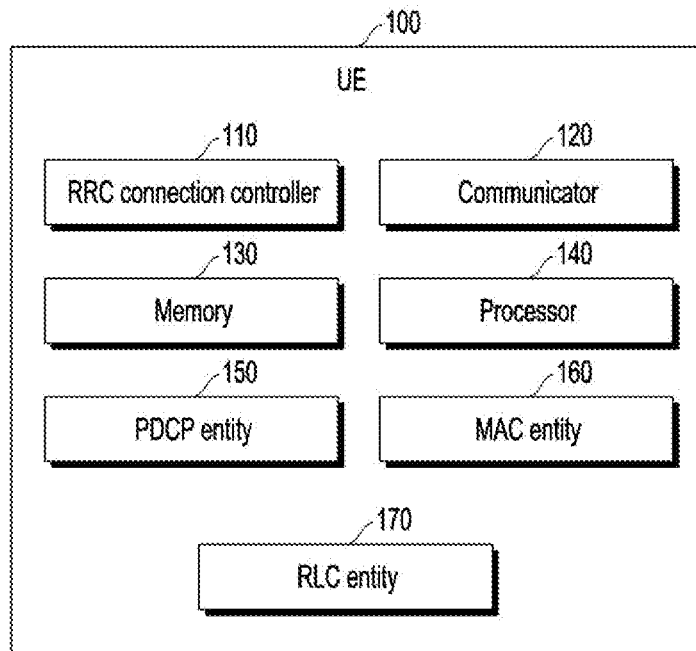 100
UE
110 120
RRC connection controller Communicator
130 140
Memory Processor
150 160
PDCP entity MAC entity
170
RLC entity